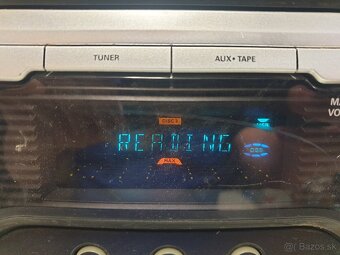 TUNER
AUX • TAPE
DISC 1
READING
MAX
© Bazos.sk